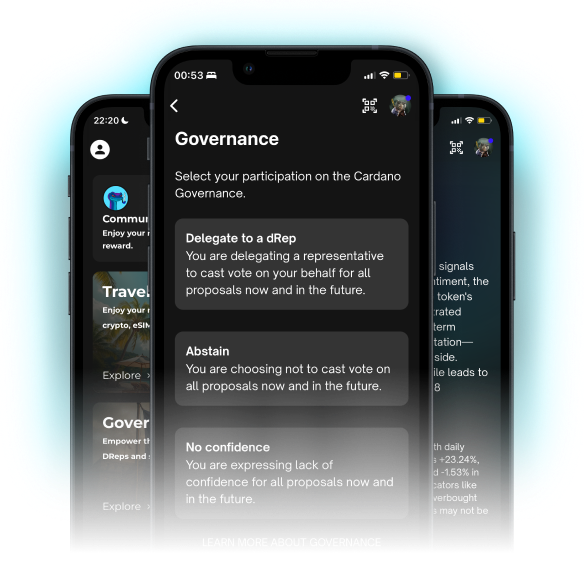 00:53
Governance
Select your participation on the Cardano
Governance.
Delegate to a dRep
You are delegating a representative
to cast vote on your behalf for all
proposals now and in the future.
Abstain
You are choosing not to cast vote on
all proposals now and in the future.
No confidence
You are expressing lack of
confidence for all proposals now and
in the future.
LEARN MORE ABOUT GOVERNANCE
22:20
Commu
Enjoy your
reward.
Travel
Enjoy your
crypto, eSIM
Explore
Gover
Empower th
DReps and s
Explore
signals
ntiment, the
token's
rated
term
tation—
side.
ile leads to
8
th daily
+23.24%,
d -1.53% in
cators like
verbought
s may not be